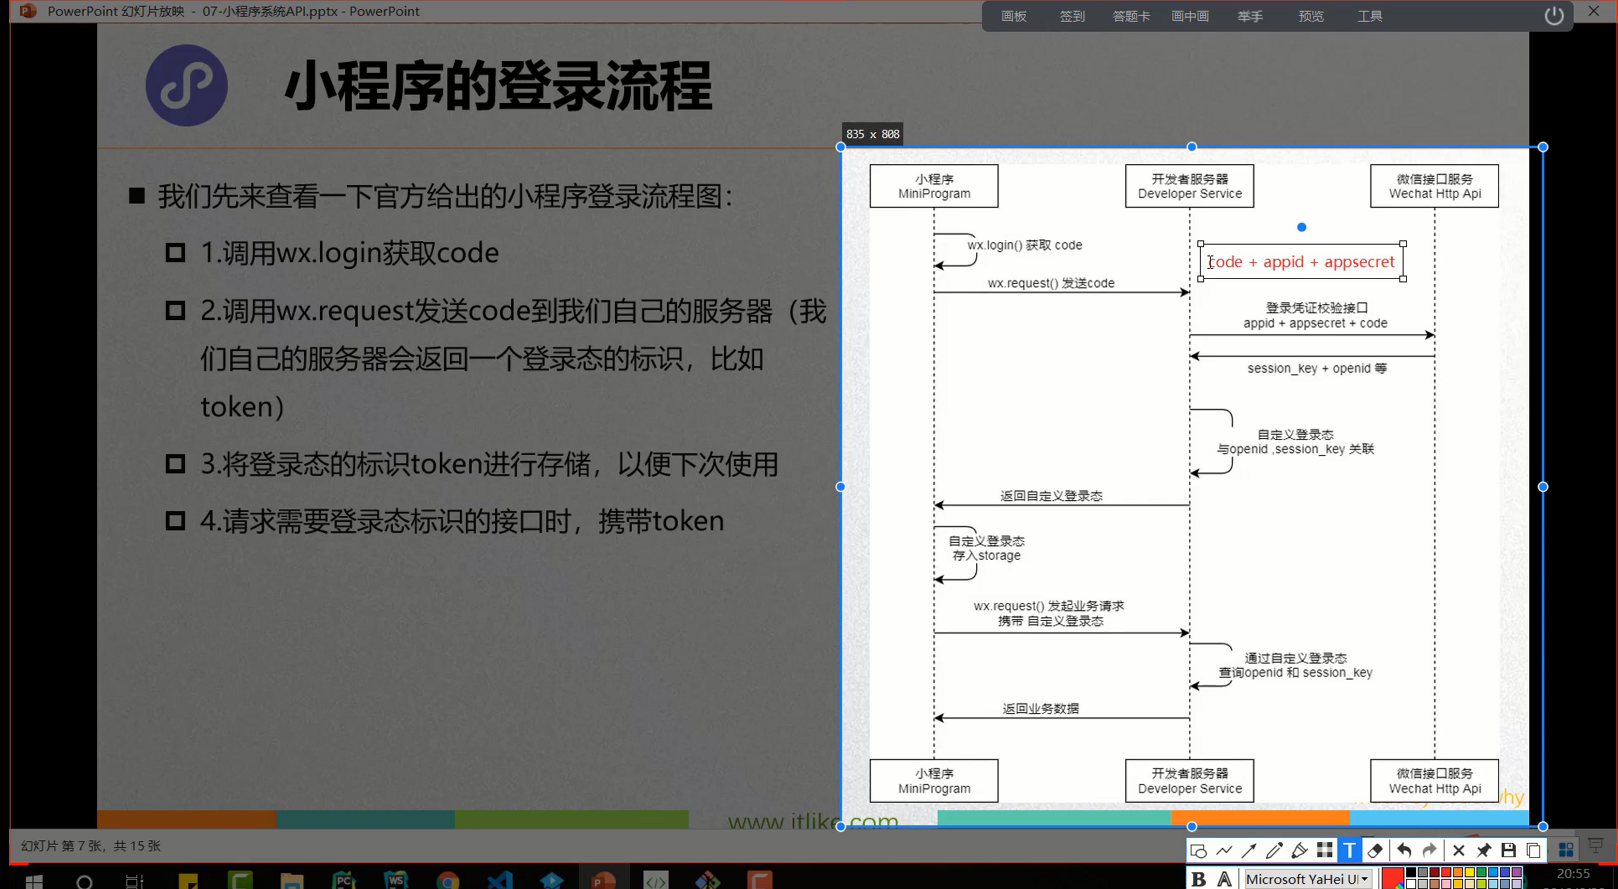 PowerPoint 幻灯片放映 - 07-小程序系统API.pptx - PowerPoint
画板 签到 答题卡 画中画 举手 预览 工具
小程序的登录流程
835 x 808
我们先来查看一下官方给出的小程序登录流程图：
1.调用wx.login获取code
2.调用wx.request发送code到我们自己的服务器（我
们自己的服务器会返回一个登录态的标识，比如
token）
3.将登录态的标识token进行存储，以便下次使用
4.请求需要登录态标识的接口时，携带token
小程序
MiniProgram
开发者服务器
Developer Service
微信接口服务
Wechat Http Api
wx.login() 获取 code
code + appid + appsecret
wx.request() 发送code
登录凭证校验接口
appid + appsecret + code
session_key + openid 等
自定义登录态
与openid ,session_key 关联
返回自定义登录态
自定义登录态
存入storage
wx.request() 发起业务请求
携带 自定义登录态
通过自定义登录态
查询openid 和 session_key
返回业务数据
小程序
MiniProgram
开发者服务器
Developer Service
微信接口服务
Wechat Http Api
www.itlike.com
幻灯片 第 7 张，共 15 张
B A Microsoft YaHei UI
20:55